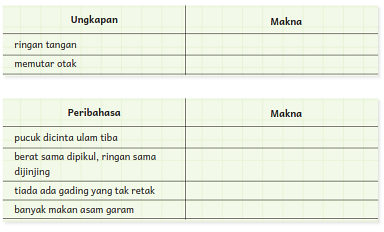 Ungkapan Makna
ringan tangan
memutar otak
Peribahasa Makna
pucuk dicinta ulam tiba
berat sama dipikul, ringan sama
dijinjing
tiada ada gading yang tak retak
banyak makan asam garam